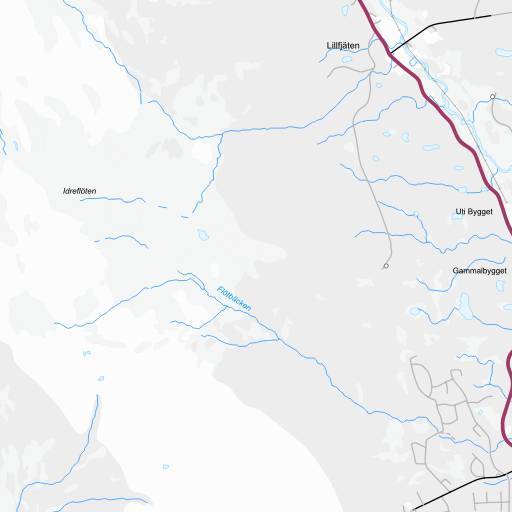 Lillfjäten
Idreflöten
Uti Bygget
Gammalbygget
Flötbäcken